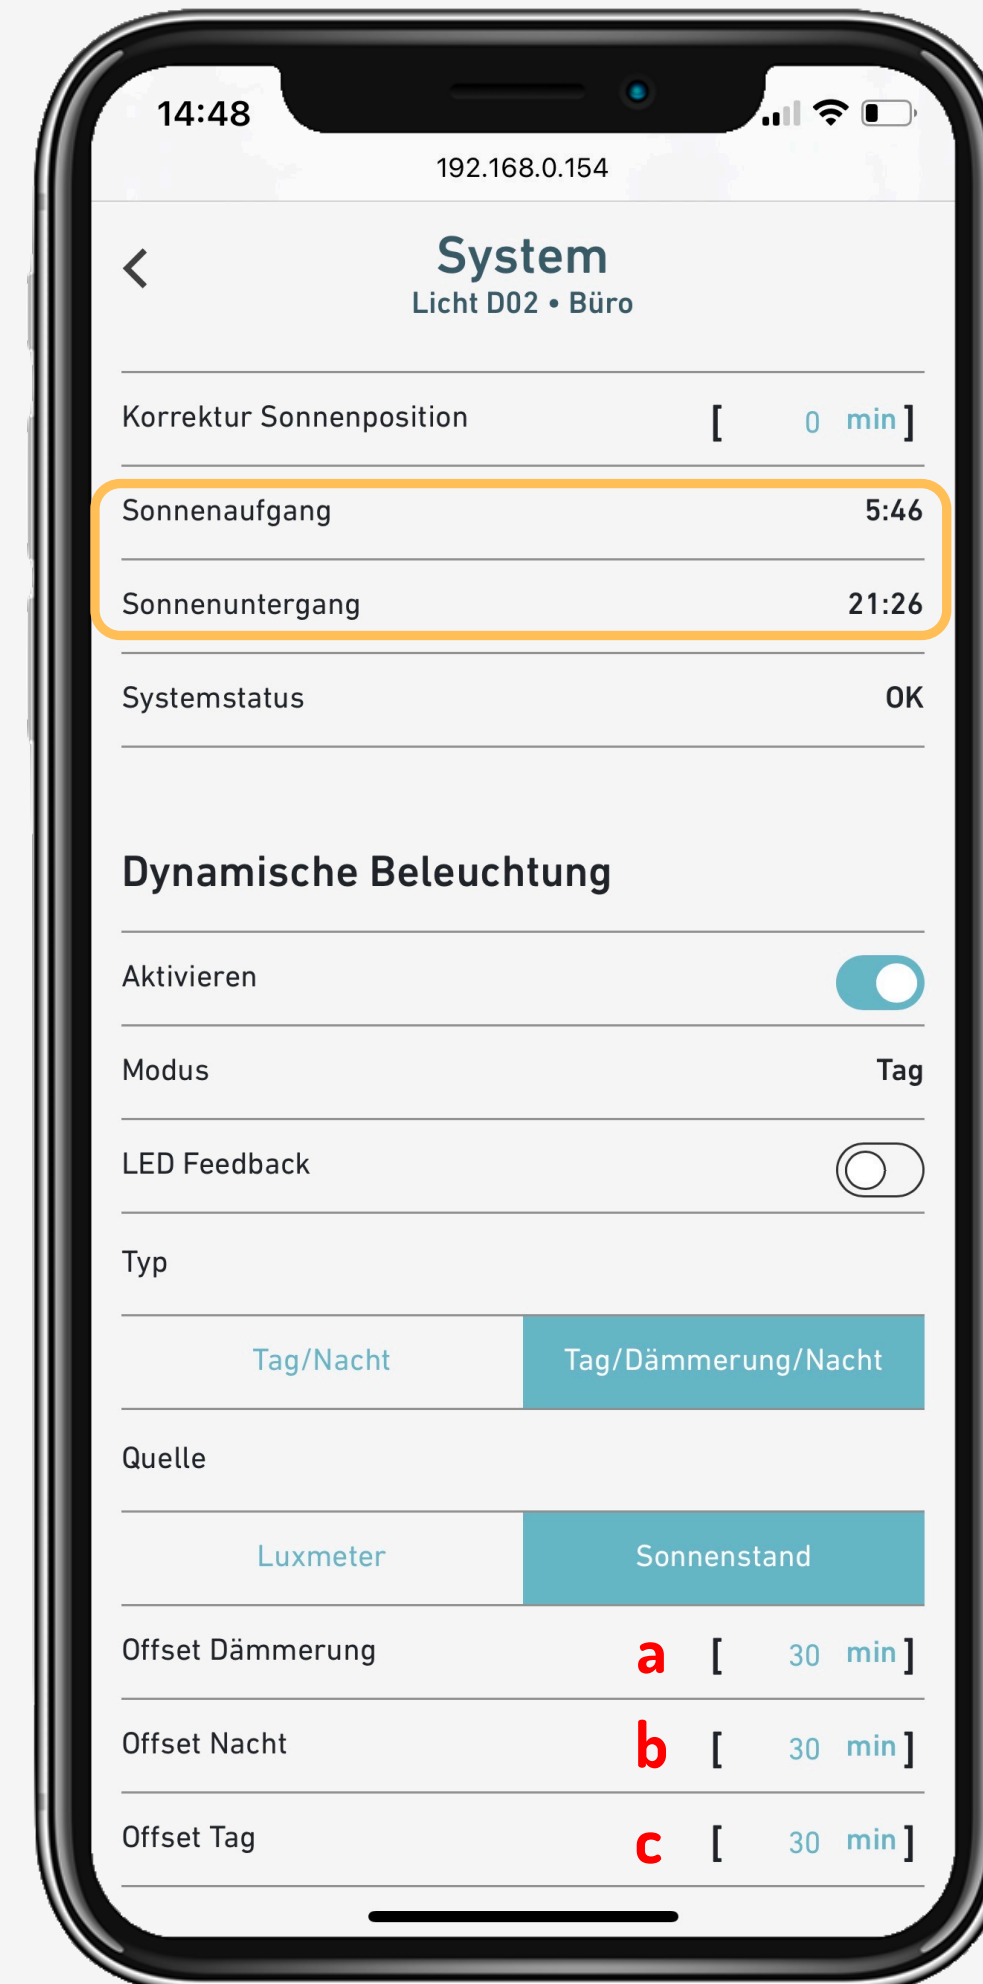 14:48
192.168.0.154
System
Licht D02 • Büro
Korrektur Sonnenposition [ 0 min ]
Sonnenaufgang 5:46
Sonnenuntergang 21:26
Systemstatus OK
Dynamische Beleuchtung
Aktivieren
Modus Tag
LED Feedback
Typ
Tag/Nacht Tag/Dämmerung/Nacht
Quelle
Luxmeter Sonnenstand
Offset Dämmerung a [ 30 min ]
Offset Nacht b [ 30 min ]
Offset Tag c [ 30 min ]